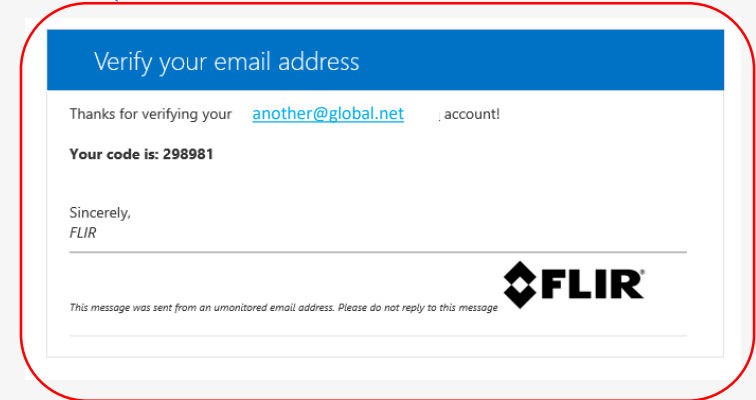 Verify your email address
Thanks for verifying your another@global.net account!
Your code is: 298981
Sincerely,
FLIR
FLIR
This message was sent from an umonitored email address. Please do not reply to this message